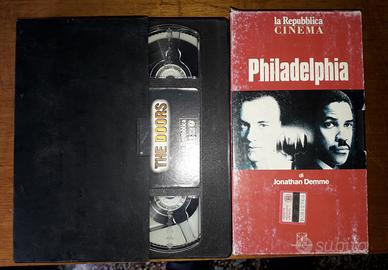 THE DOORS
la Repubblica
CINEMA
Philadelphia
di
Jonathan Demme
subito